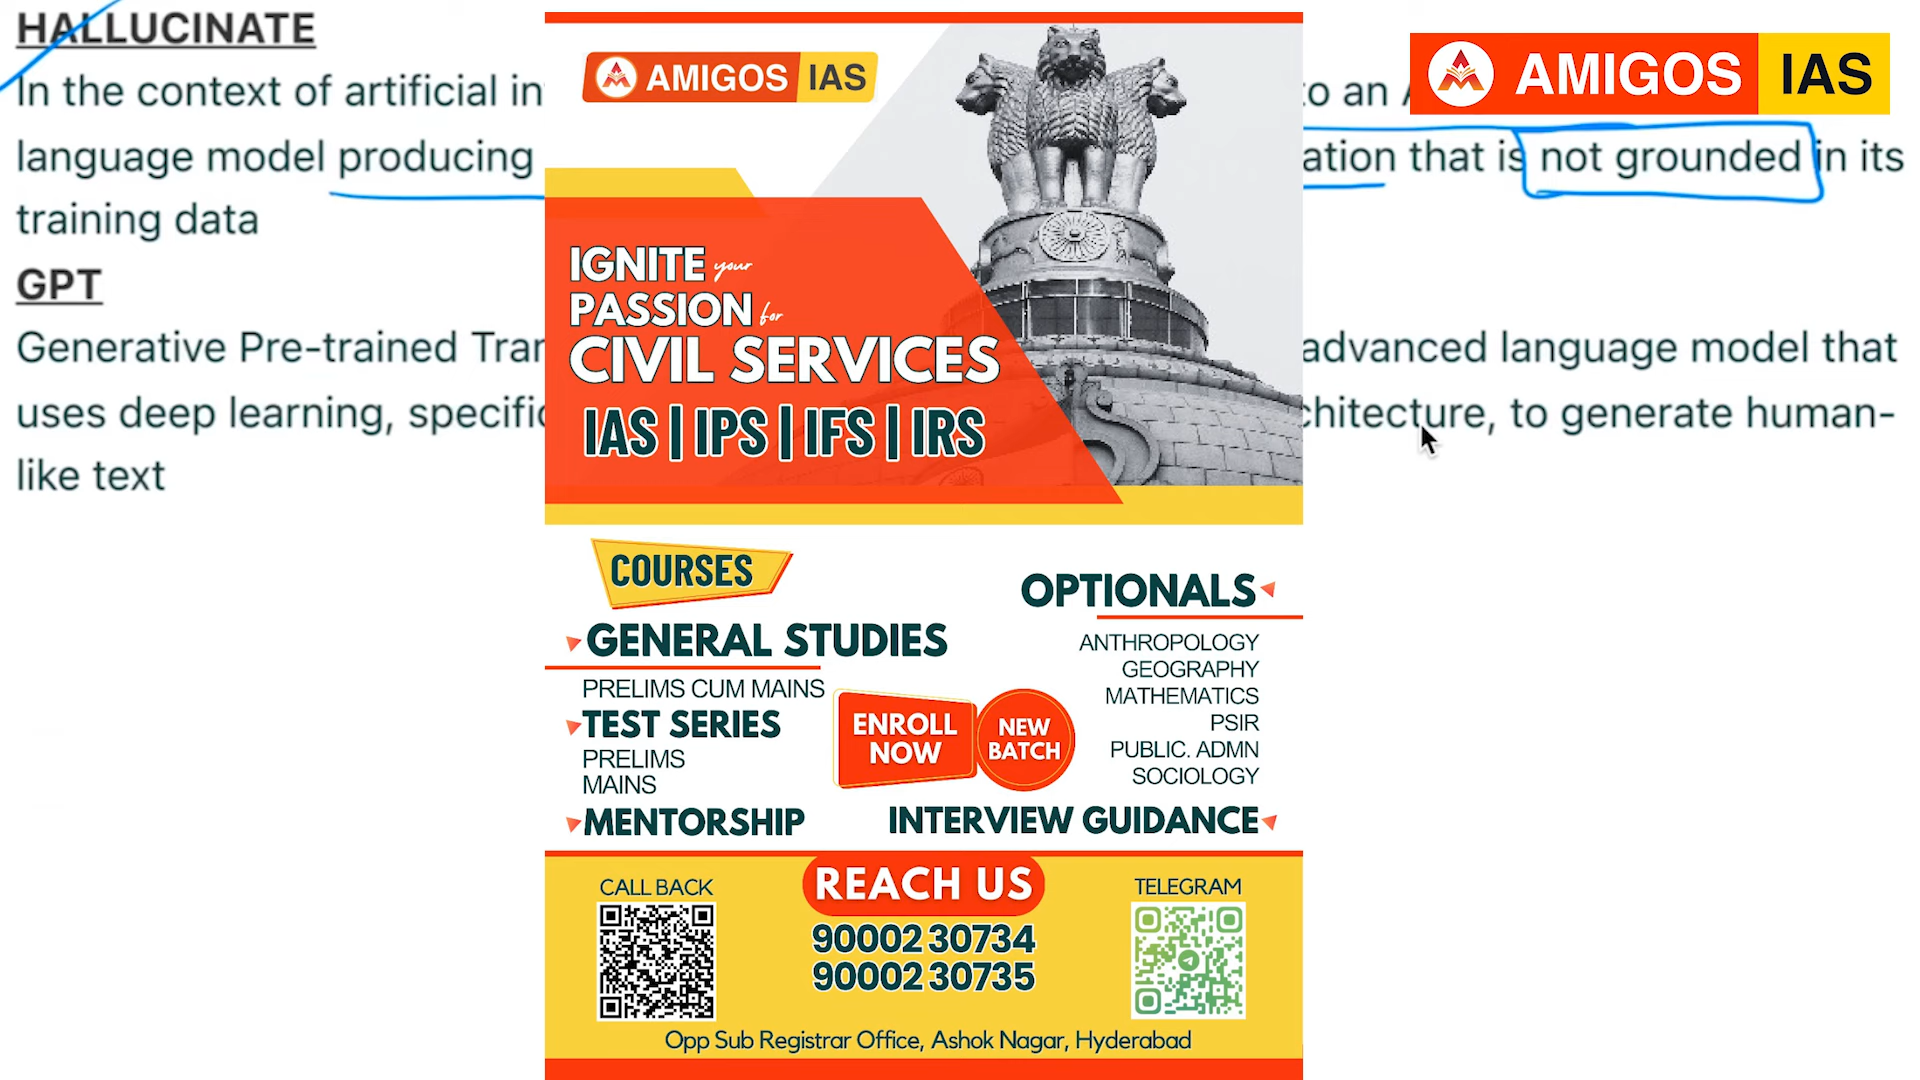 HALLUCINATE
In the context of artificial in
to an
language model producing
ation that is not grounded in its
training data
GPT
Generative Pre-trained Tran
advanced language model that
uses deep learning, specific
chitecture, to generate human-
like text
AMIGOS IAS
AMIGOS IAS
IGNITE your
PASSION for
CIVIL SERVICES
IAS | IPS | IFS | IRS
COURSES
GENERAL STUDIES
PRELIMS CUM MAINS
TEST SERIES
PRELIMS
MAINS
MENTORSHIP
ENROLL
NOW
NEW
BATCH
OPTIONALS
ANTHROPOLOGY
GEOGRAPHY
MATHEMATICS
PSIR
PUBLIC. ADMN
SOCIOLOGY
INTERVIEW GUIDANCE
CALL BACK
REACH US
90002 30734
90002 30735
TELEGRAM
Opp Sub Registrar Office, Ashok Nagar, Hyderabad